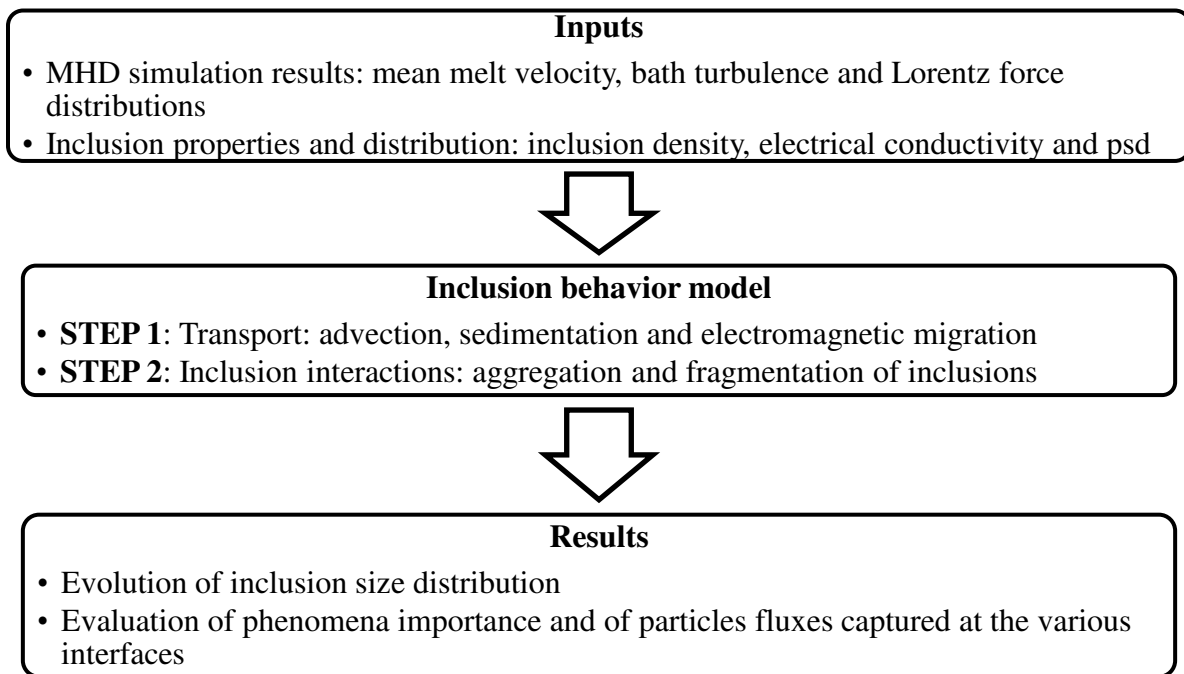 Inputs
• MHD simulation results: mean melt velocity, bath turbulence and Lorentz force
distributions
• Inclusion properties and distribution: inclusion density, electrical conductivity and psd
Inclusion behavior model
• STEP 1: Transport: advection, sedimentation and electromagnetic migration
• STEP 2: Inclusion interactions: aggregation and fragmentation of inclusions
Results
• Evolution of inclusion size distribution
• Evaluation of phenomena importance and of particles fluxes captured at the various
interfaces